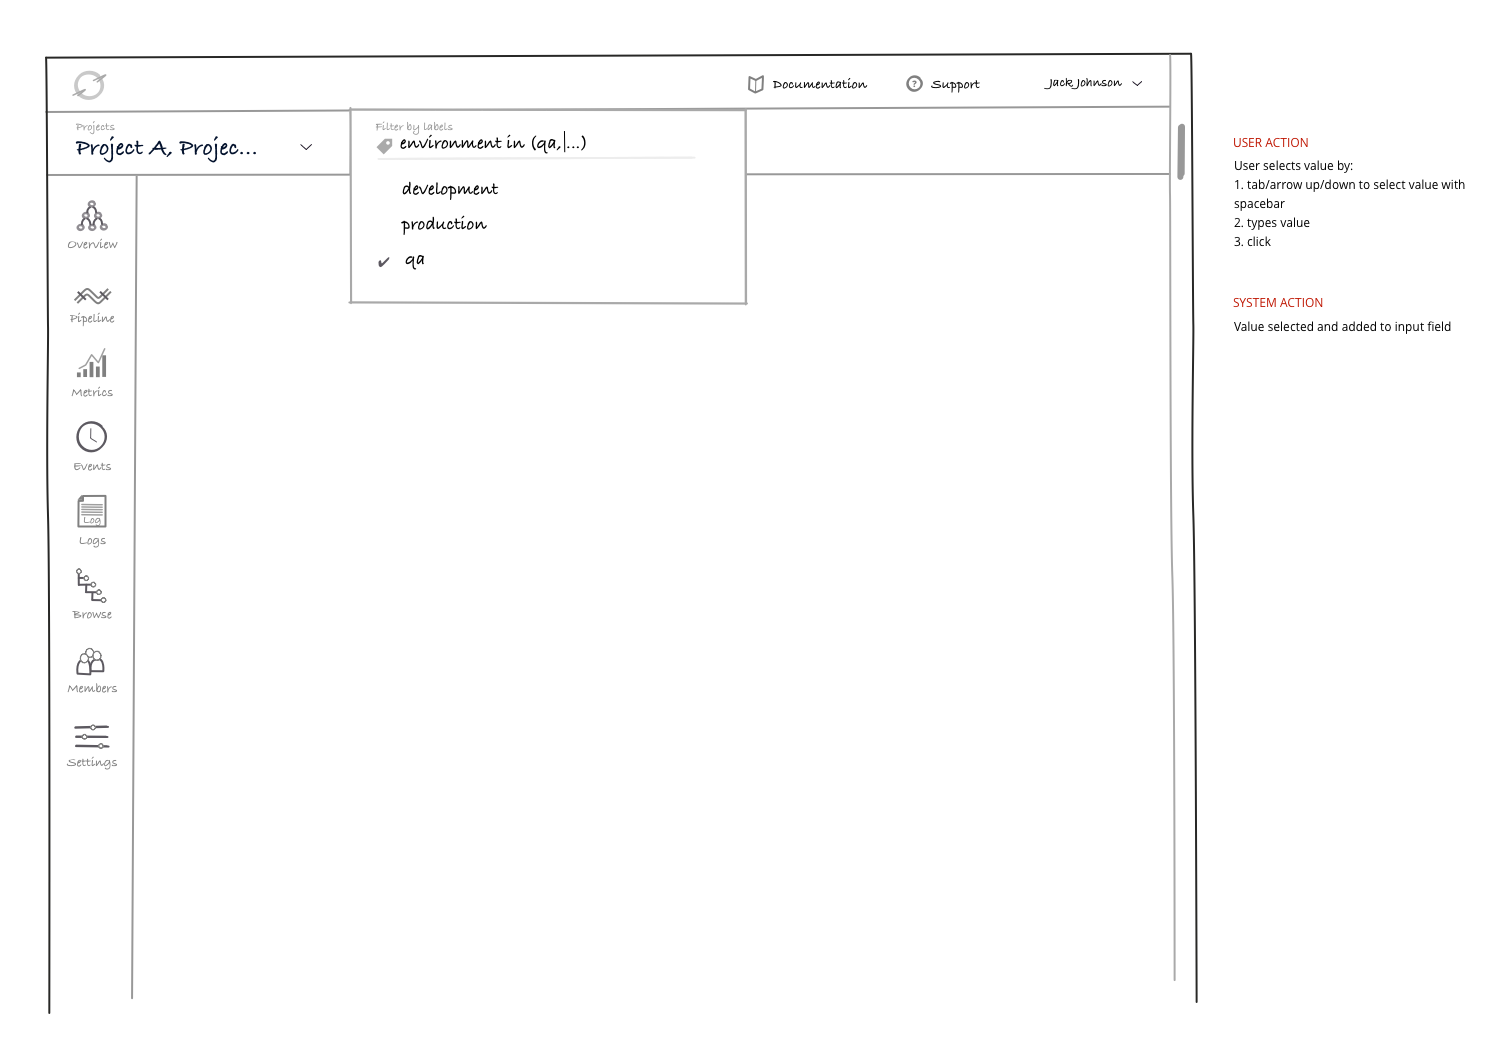 Documentation
Support
Jack Johnson
Projects
Project A, Projec...
Filter by labels
environment in (qa,|...)
development
production
✔ qa
Overview
Pipeline
Metrics
Events
Log
Logs
Browse
Members
Settings
USER ACTION
User selects value by:
1. tab/arrow up/down to select value with
spacebar
2. types value
3. click
SYSTEM ACTION
Value selected and added to input field